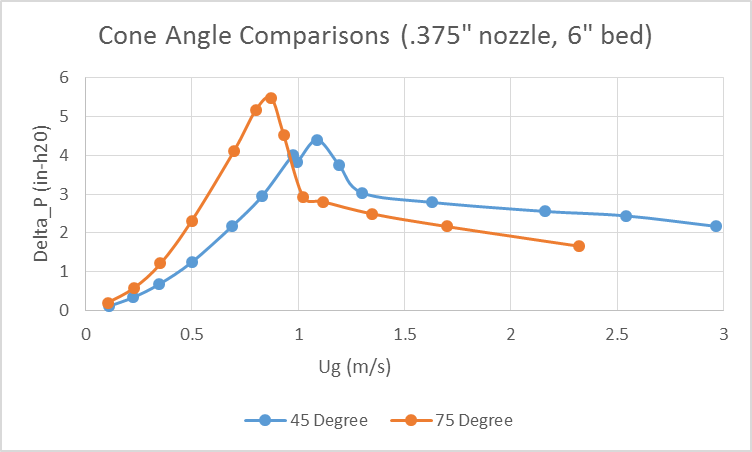 Cone Angle Comparisons (.375" nozzle, 6" bed)
6
5
4
3
2
1
0
Delta_P (in-h20)
0 0.5 1 1.5 2 2.5 3
Ug (m/s)
45 Degree 75 Degree